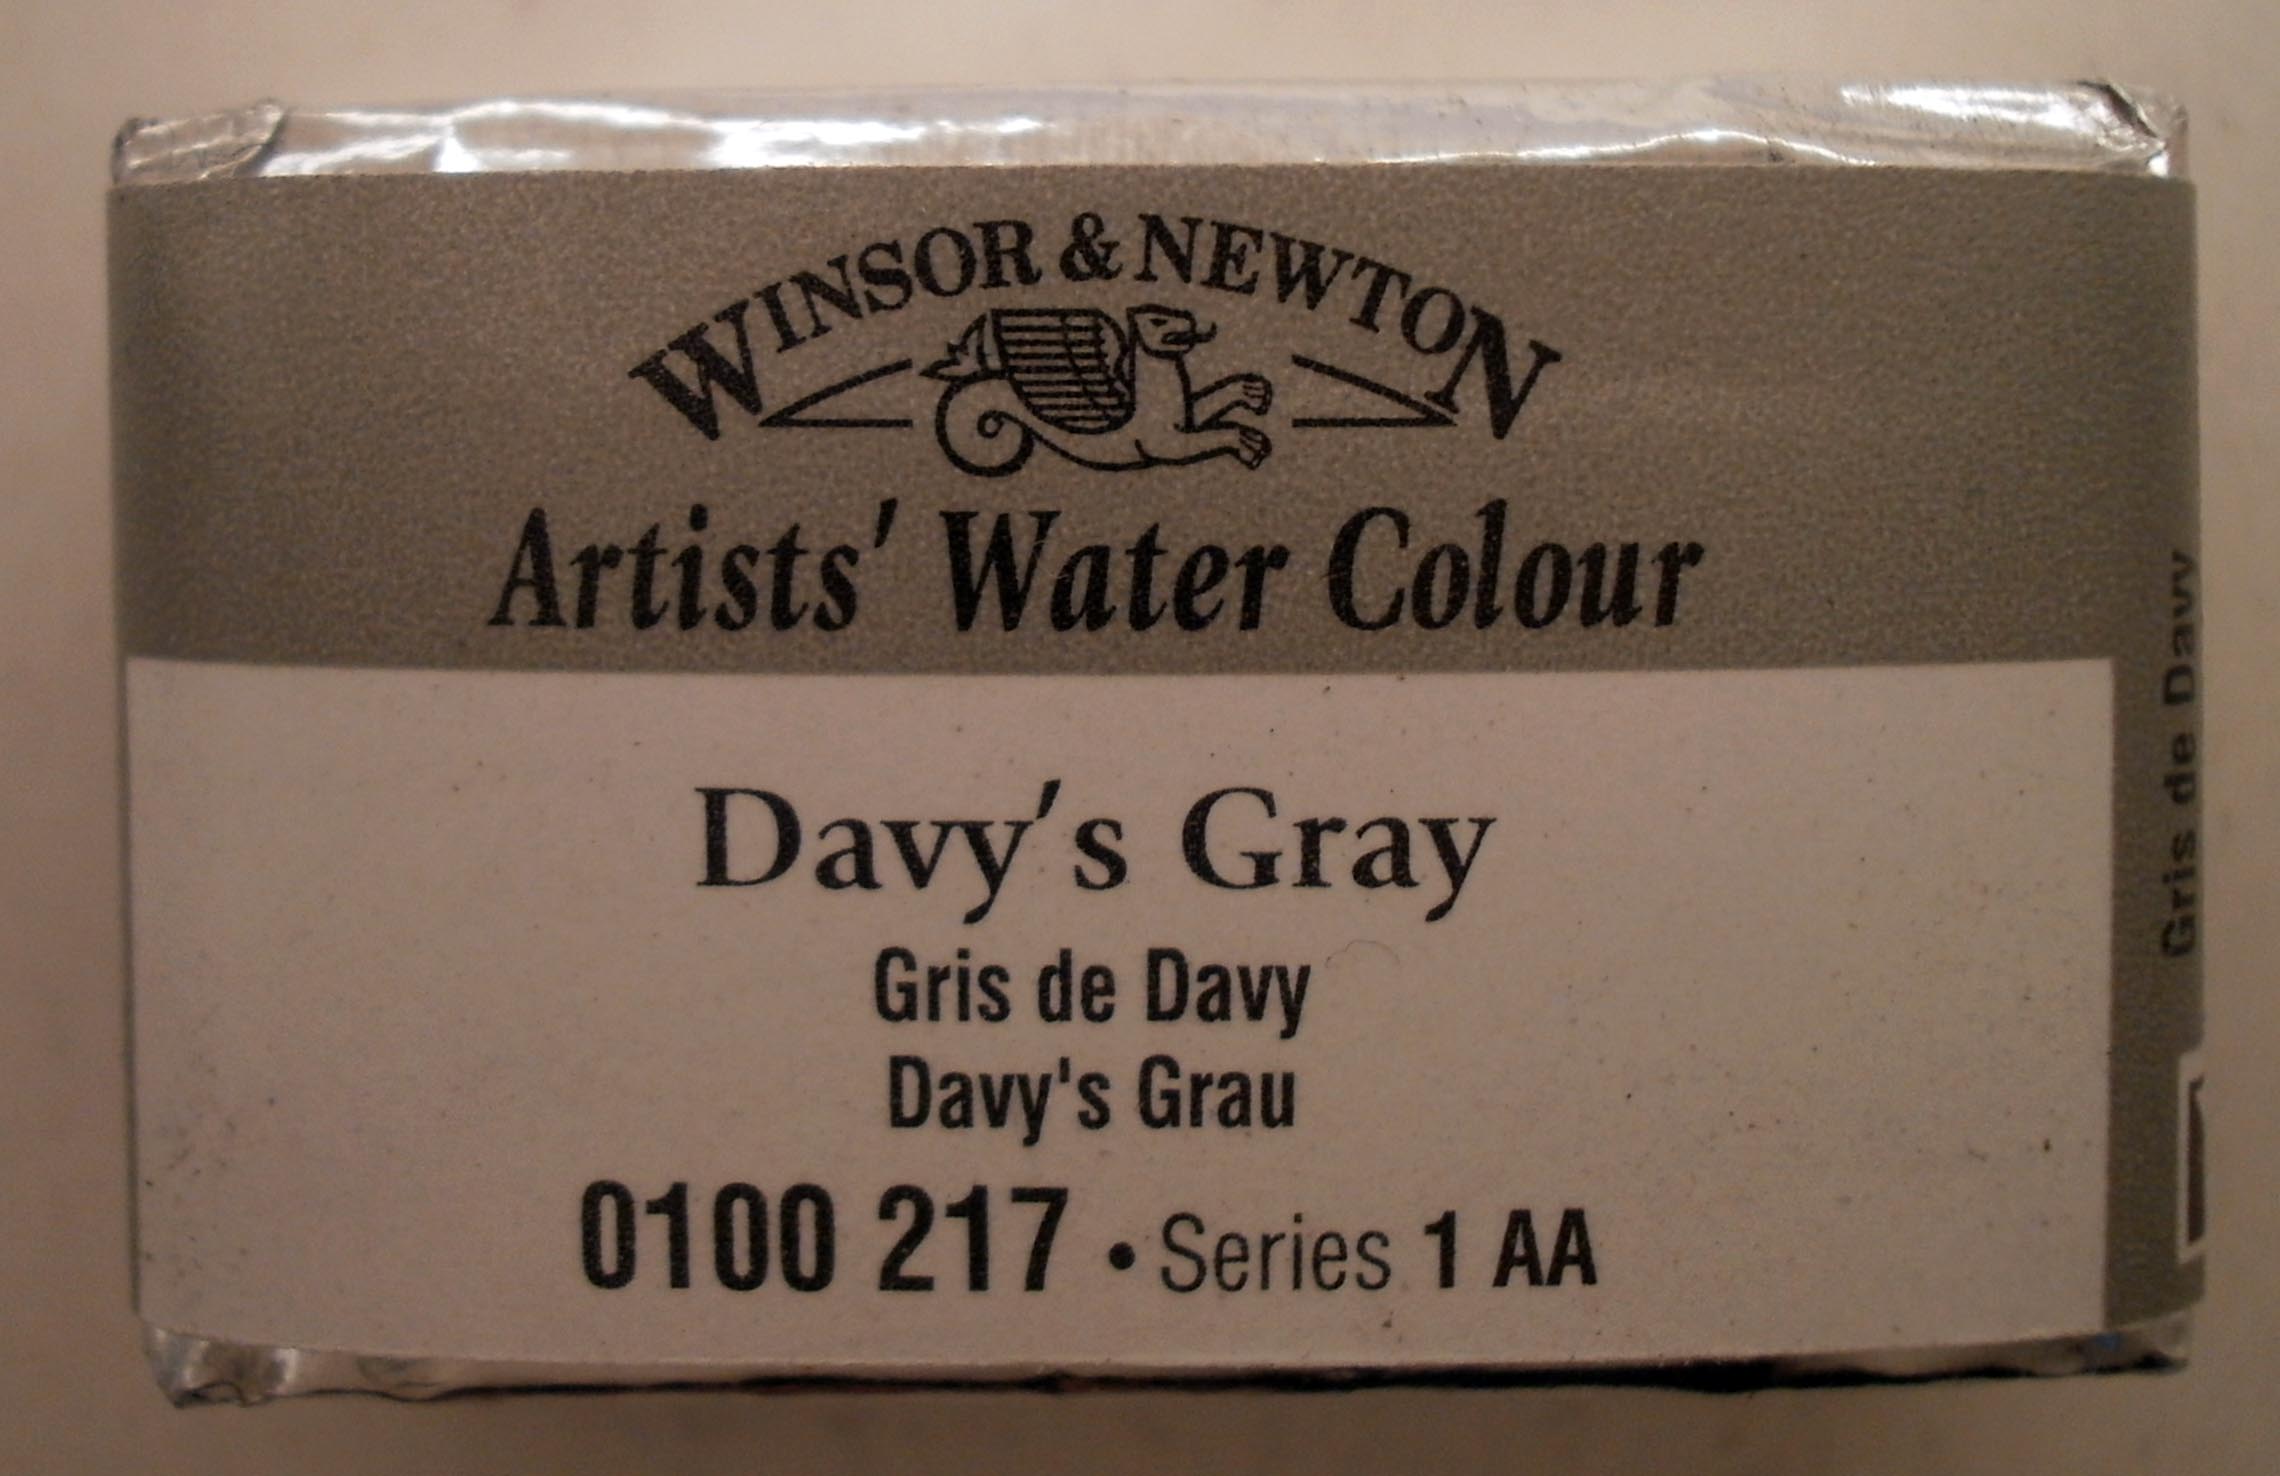 WINSOR & NEWTON
Artists' Water Colour
Davy's Gray
Gris de Davy
Davy's Grau
0100 217 • Series 1 AA
Gris de Davy